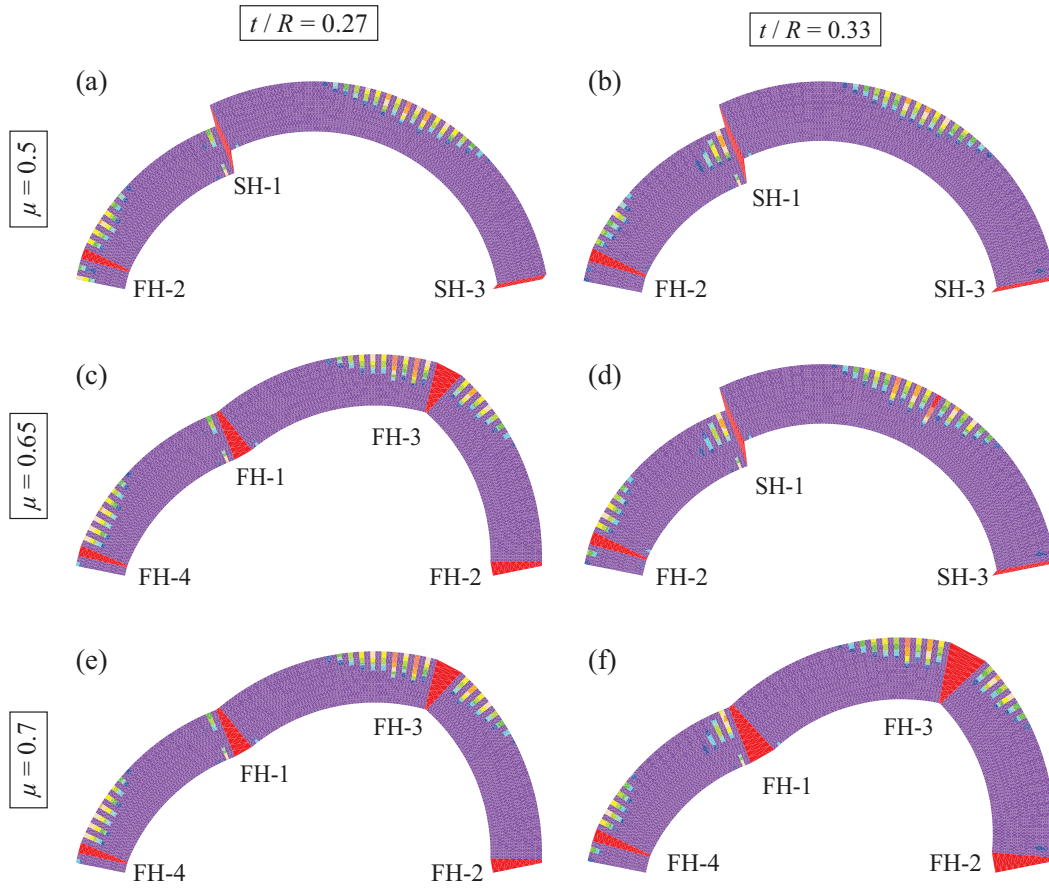 t / R = 0.27
t / R = 0.33
(a)
(b)
μ = 0.5
SH-1
SH-1
FH-2
SH-3
FH-2
SH-3
(c)
(d)
μ = 0.65
FH-3
FH-1
SH-1
FH-4
FH-2
FH-2
SH-3
(e)
(f)
μ = 0.7
FH-3
FH-3
FH-1
FH-1
FH-4
FH-2
FH-4
FH-2